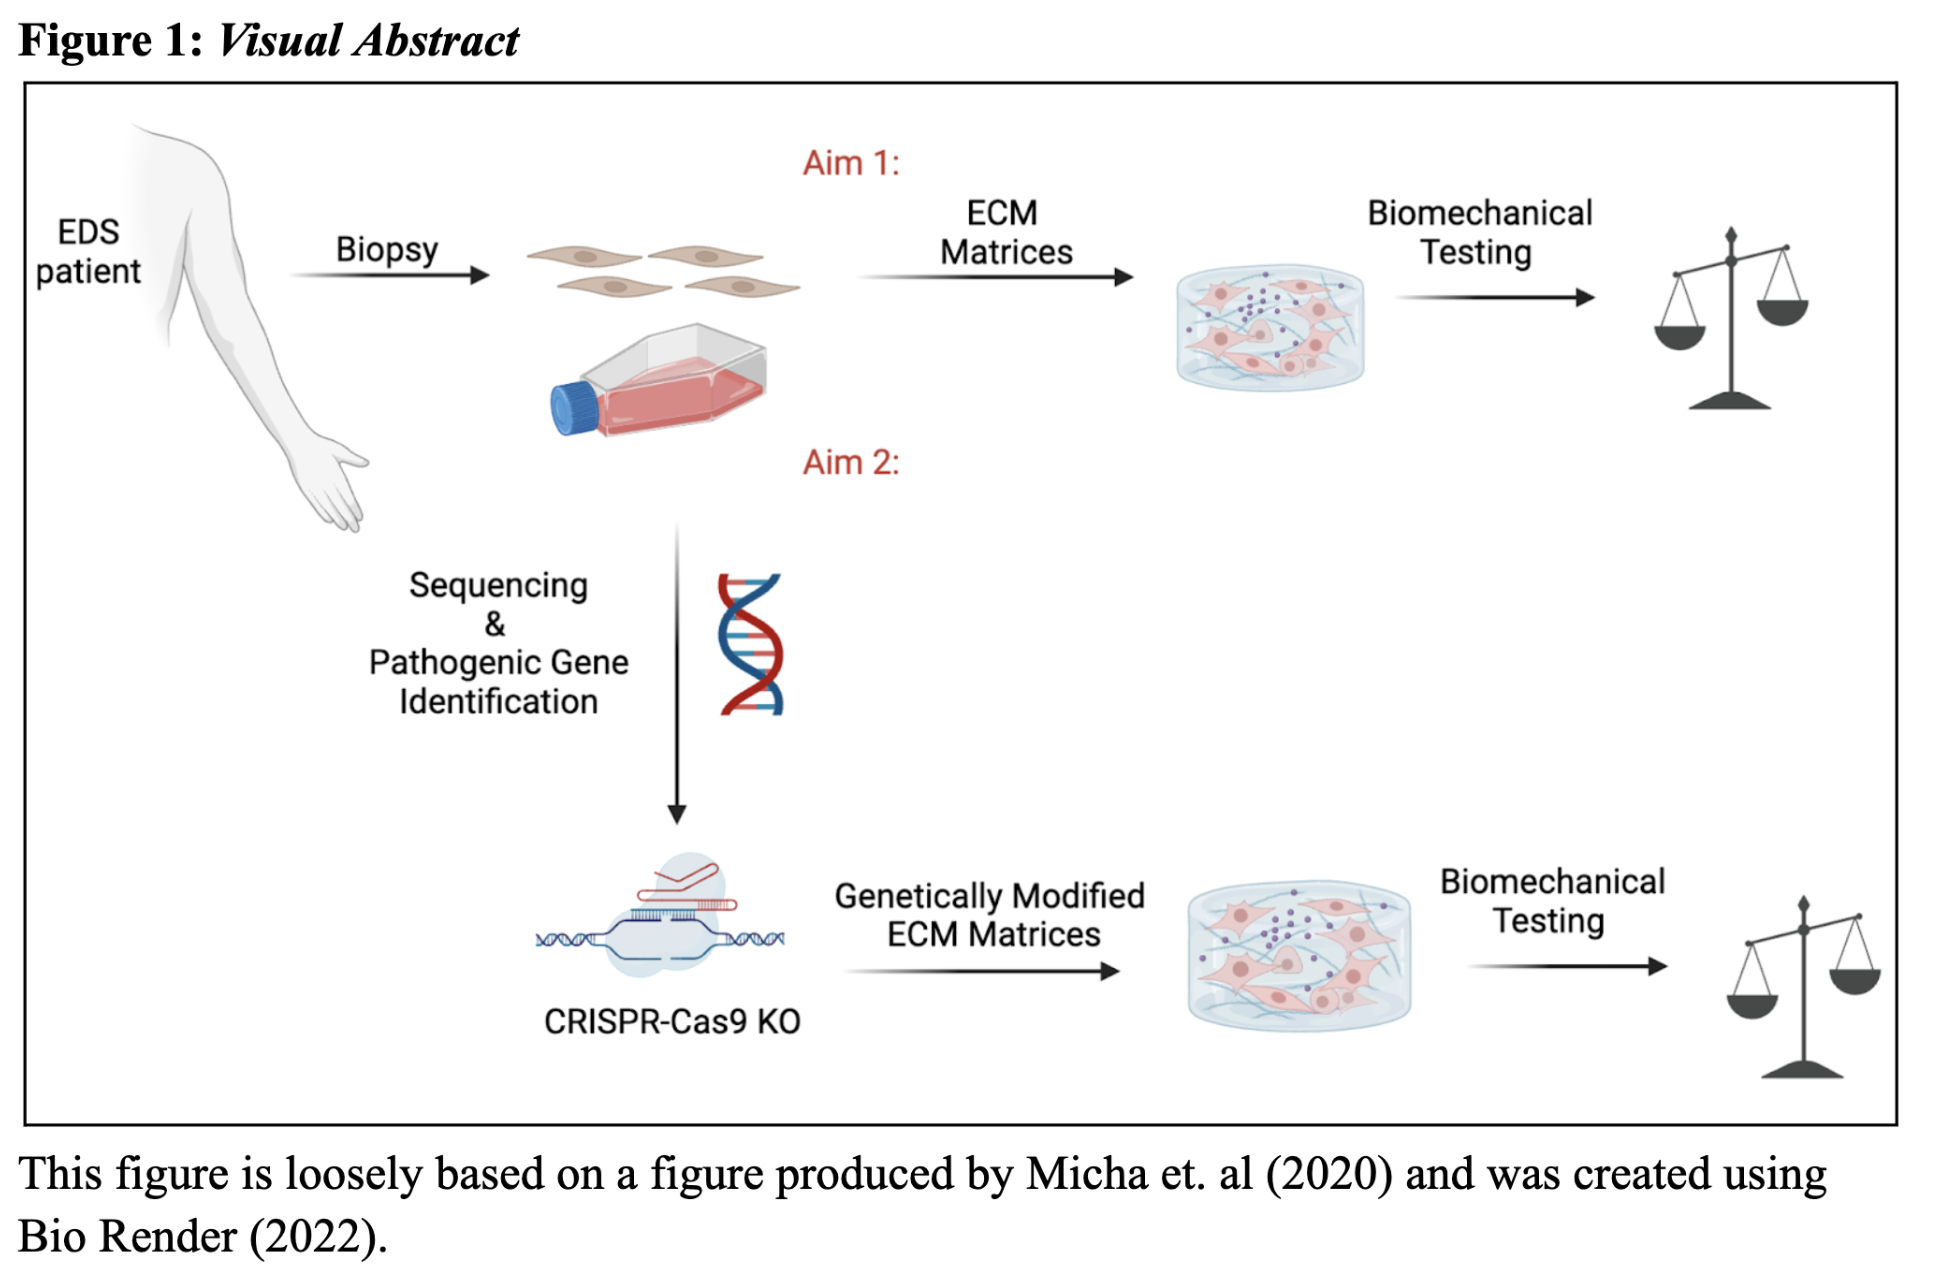 Figure 1: Visual Abstract
EDS
patient
Biopsy
Aim 1:
ECM
Matrices
Biomechanical
Testing
Aim 2:
Sequencing
&
Pathogenic Gene
Identification
CRISPR-Cas9 KO
Genetically Modified
ECM Matrices
Biomechanical
Testing
This figure is loosely based on a figure produced by Micha et. al (2020) and was created using
Bio Render (2022).